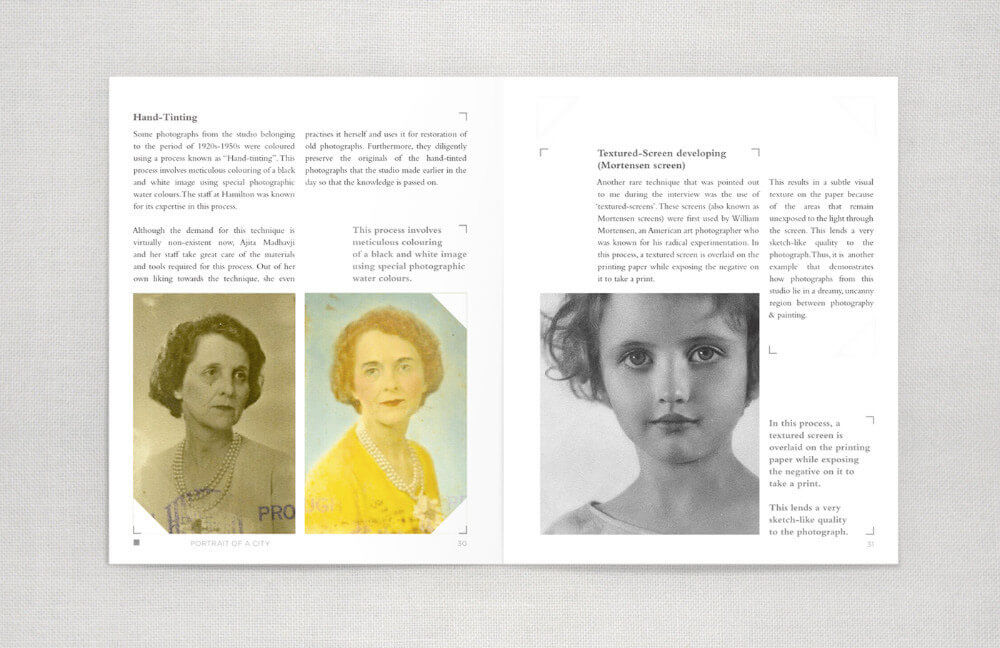 Hand-Tinting
Some photographs from the studio belonging
to the period of 1920s-1950s were coloured
using a process known as “Hand-tinting”. This
process involves meticulous colouring of a black
and white image using special photographic
water colours. The staff at Hamilton was known
for its expertise in this process.
Although the demand for this technique is
virtually non-existent now, Ajita Madhavji
and her staff take great care of the materials
and tools required for this process. Out of her
own liking towards the technique, she even
practises it herself and uses it for restoration of
old photographs. Furthermore, they diligently
preserve the originals of the hand-tinted
photographs that the studio made earlier in the
day so that the knowledge is passed on.
This process involves
meticulous colouring
of a black and white image
using special photographic
water colours.
PRO
PORTRAIT OF A CITY
30
Textured-Screen developing
(Mortensen screen)
Another rare technique that was pointed out
to me during the interview was the use of
‘textured-screens’. These screens (also known as
Mortensen screens) were first used by William
Mortensen, an American art photographer who
was known for his radical experimentation. In
this process, a textured screen is overlaid on the
printing paper while exposing the negative on
it to take a print.
This results in a subtle visual
texture on the paper because
of the areas that remain
unexposed to the light through
the screen. This lends a very
sketch-like quality to the
photograph. Thus, it is another
example that demonstrates
how photographs from this
studio lie in a dreamy, uncanny
region between photography
& painting.
In this process, a
textured screen is
overlaid on the printing
paper while exposing
the negative on it to
take a print.
This lends a very
sketch-like quality
to the photograph.
31